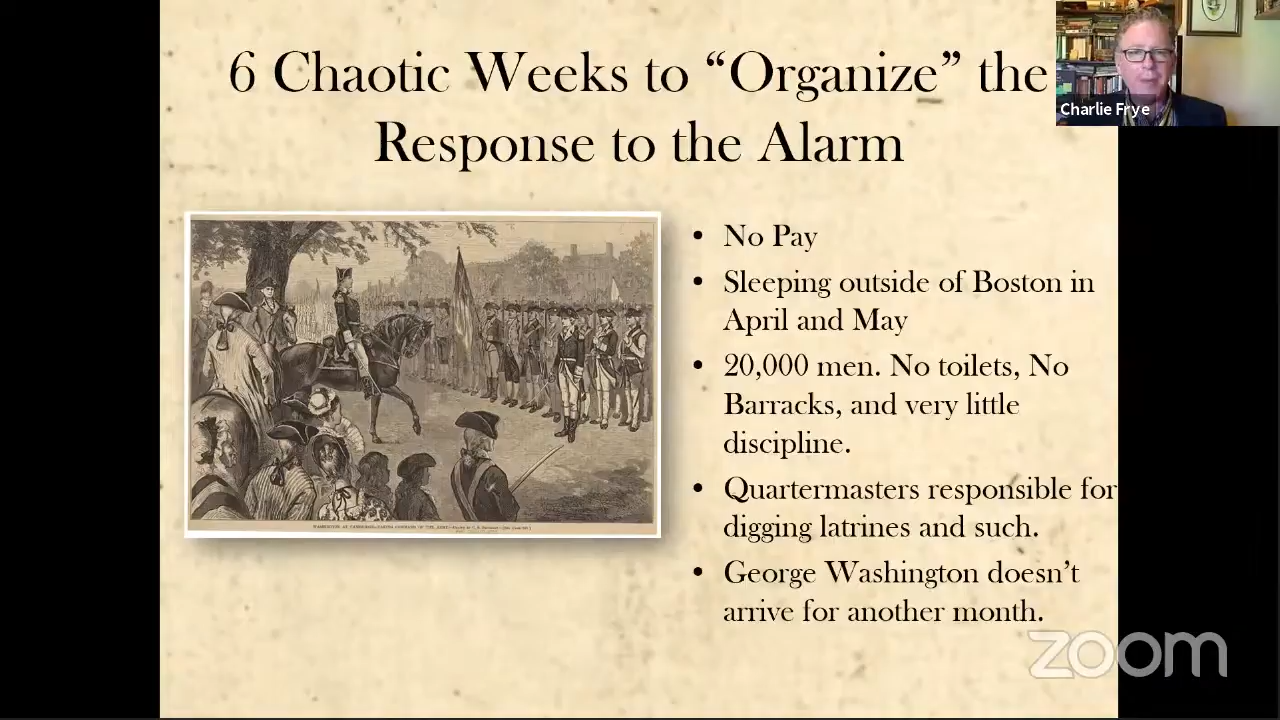 6 Chaotic Weeks to “Organize” the
Response to the Alarm
Charlie Frye
• No Pay
• Sleeping outside of Boston in
April and May
• 20,000 men. No toilets, No
Barracks, and very little
discipline.
• Quartermasters responsible for
digging latrines and such.
• George Washington doesn’t
arrive for another month.
zoom